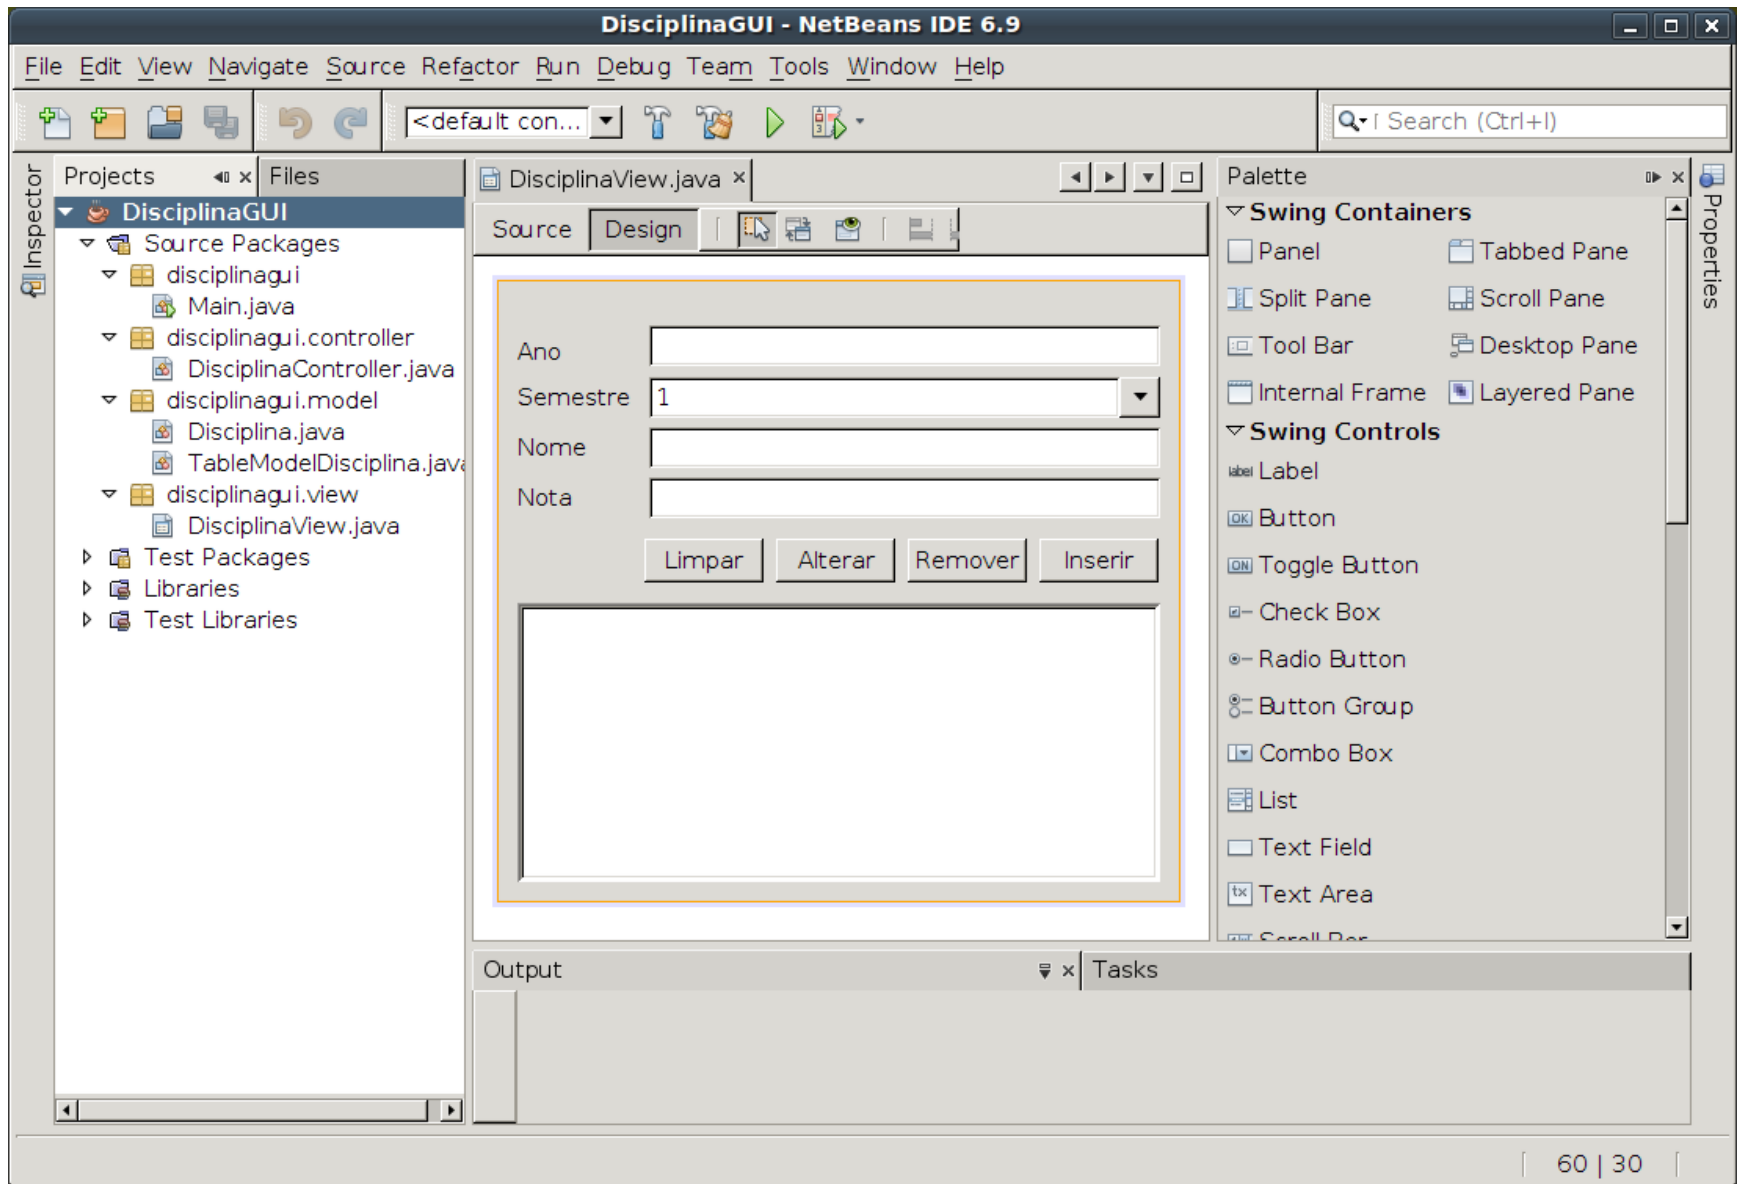 DisciplinaGUI - NetBeans IDE 6.9
File Edit View Navigate Source Refactor Run Debug Team Tools Window Help
<default con...
Search (Ctrl+I)
Inspector
Projects
Files
DisciplinaGUI
Source Packages
disciplinagui
Main.java
disciplinagui.controller
DisciplinaController.java
disciplinagui.model
Disciplina.java
TableModelDisciplina.java
disciplinagui.view
DisciplinaView.java
Test Packages
Libraries
Test Libraries
DisciplinaView.java
Source Design
Ano
Semestre 1
Nome
Nota
Limpar Alterar Remover Inserir
Output
Tasks
Palette
Swing Containers
Panel Tabbed Pane
Split Pane Scroll Pane
Tool Bar Desktop Pane
Internal Frame Layered Pane
Swing Controls
label Label
OK Button
ON Toggle Button
Check Box
Radio Button
Button Group
Combo Box
List
Text Field
tx Text Area
Properties
60 | 30